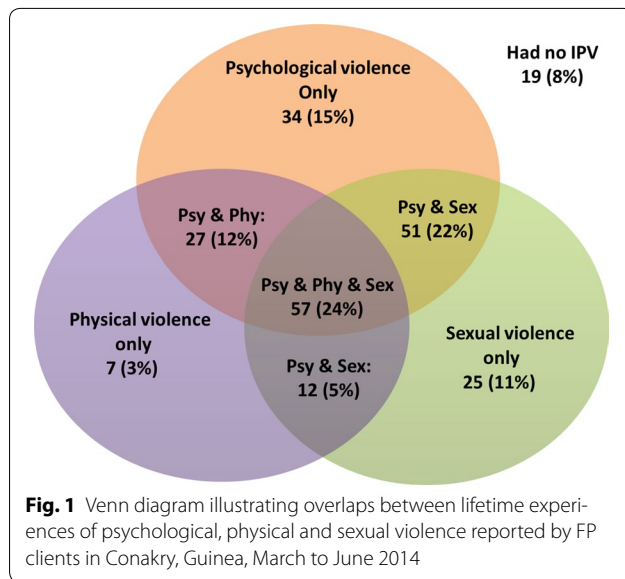 Psychological violence
Only
34 (15%)
Had no IPV
19 (8%)
Psy & Phy:
27 (12%)
Psy & Sex
51 (22%)
Psy & Phy & Sex
57 (24%)
Physical violence
only
7 (3%)
Psy & Sex:
12 (5%)
Sexual violence
only
25 (11%)
Fig. 1 Venn diagram illustrating overlaps between lifetime experi-
ences of psychological, physical and sexual violence reported by FP
clients in Conakry, Guinea, March to June 2014